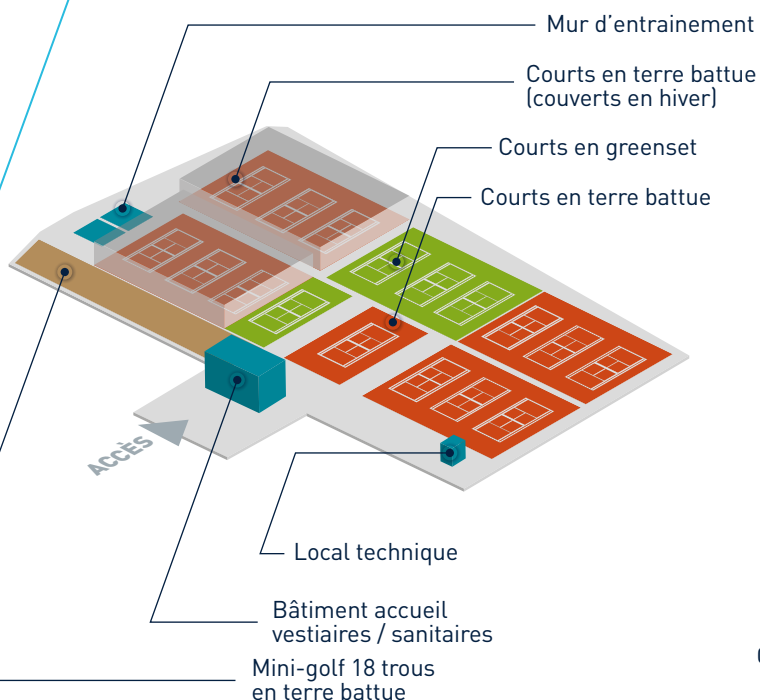 Mur d'entrainement
Courts en terre battue
(couverts en hiver)
Courts en greenset
Courts en terre battue
ACCÈS
Local technique
Bâtiment accueil
vestiaires / sanitaires
Mini-golf 18 trous
en terre battue